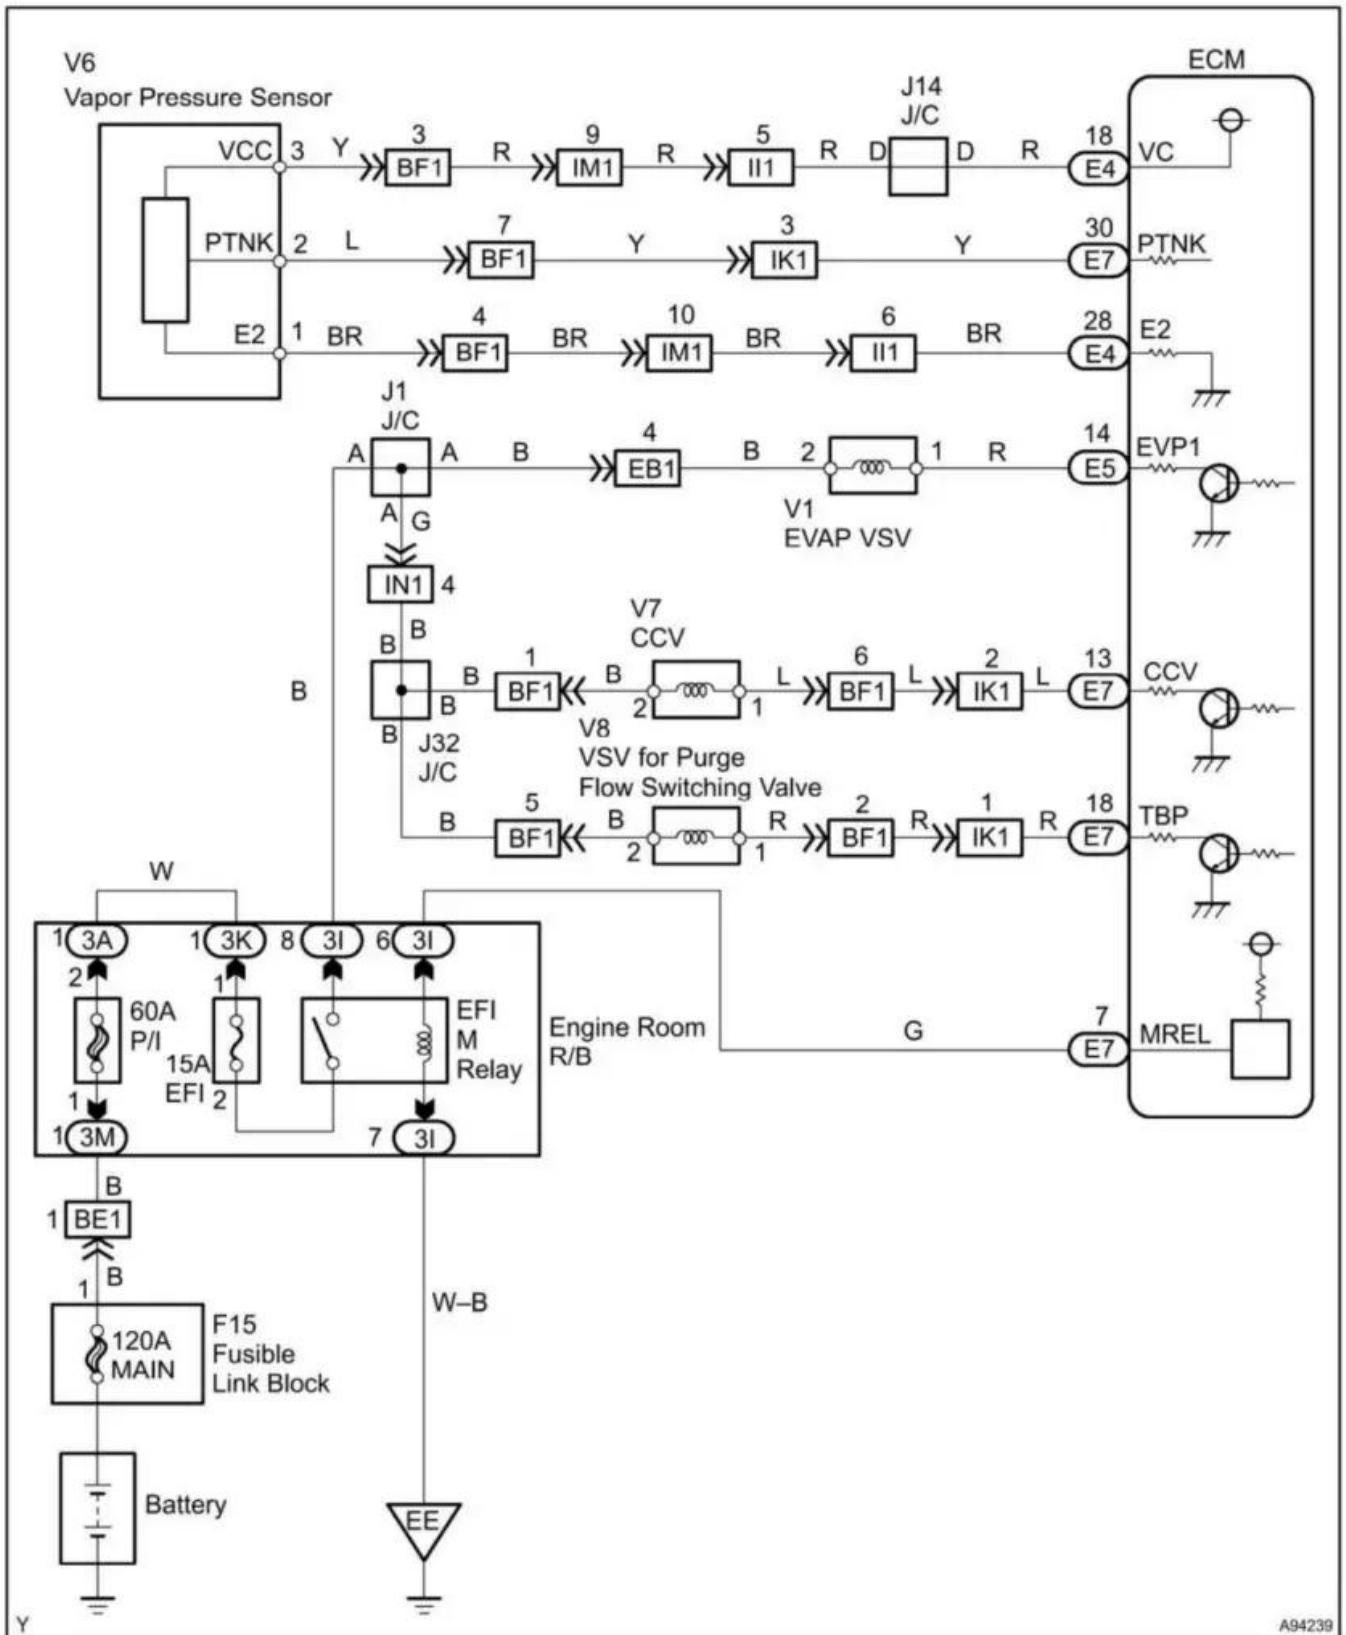 V6
Vapor Pressure Sensor
ECM
J14
J/C
VCC 3 Y 3 BF1 R 9 IM1 R 5 II1 R D D R 18 E4 VC
PTNK 2 L 7 BF1 Y 3 IK1 Y 30 E7 PTNK
E2 1 BR 4 BF1 BR 10 IM1 BR 6 II1 BR 28 E4 E2
J1
J/C
A A B 4 EB1 B 2 1 R 14 E5 EVP1
A G
V1
EVAP VSV
IN1 4
B B
V7
CCV
B 1 BF1 B 2 1 L 6 BF1 L 2 IK1 L 13 E7 CCV
B
B
B
J32
J/C
V8
VSV for Purge
Flow Switching Valve
B 5 BF1 B 2 1 R 2 BF1 R 1 IK1 R 18 E7 TBP
W
1 3A 1 3K 8 3I 6 3I
2 1
60A
P/I
15A
EFI 2
EFI
M
Relay
Engine Room
R/B
G 7 E7 MREL
1
1 3M 7 3I
B
1 BE1
B
1
W–B
120A
MAIN
F15
Fusible
Link Block
Battery
EE
Y
A94239